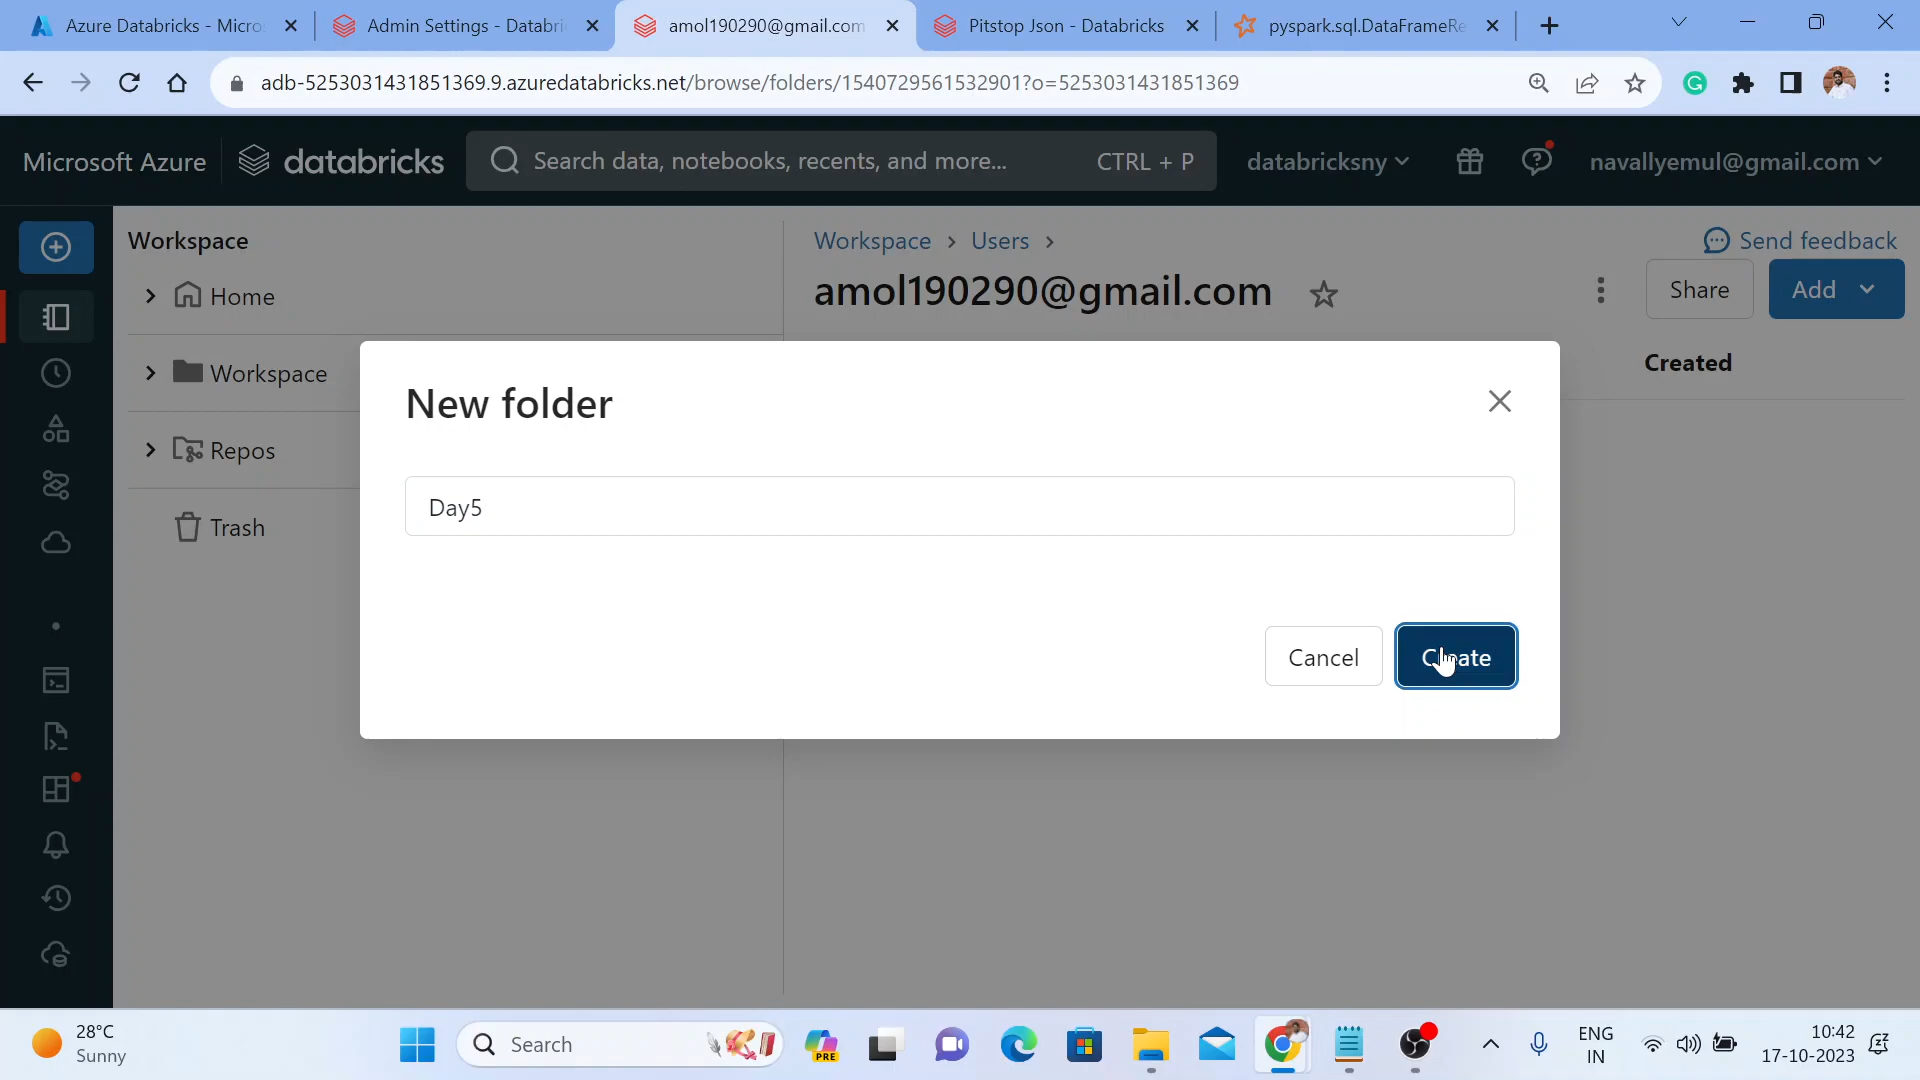 Azure Databricks - Micro
Admin Settings - Databri
amol190290@gmail.com
Pitstop Json - Databricks
pyspark.sql.DataFrameRe
adb-5253031431851369.9.azuredatabricks.net/browse/folders/1540729561532901?o=5253031431851369
Microsoft Azure
databricks
Search data, notebooks, recents, and more...
CTRL + P
databricksny
navallyemul@gmail.com
Workspace
Home
Workspace
Repos
Trash
Workspace > Users >
Send feedback
amol190290@gmail.com
Share
Add
Created
New folder
Day5
Cancel
Create
28°C
Sunny
Search
PRE
ENG
IN
10:42
17-10-2023